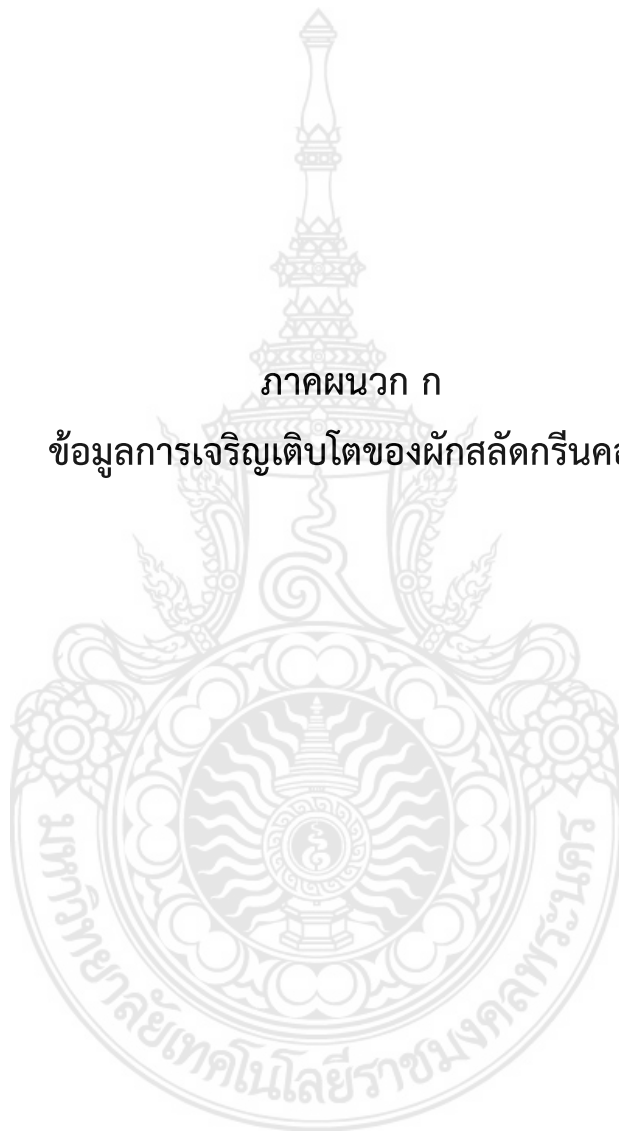 ภาคผนวก ก
ข้อมูลการเจริญเติบโตของผักสลัดกรีนคล
มหาวิทยาลัยเทคโนโลยีราชมงคลพระนคร